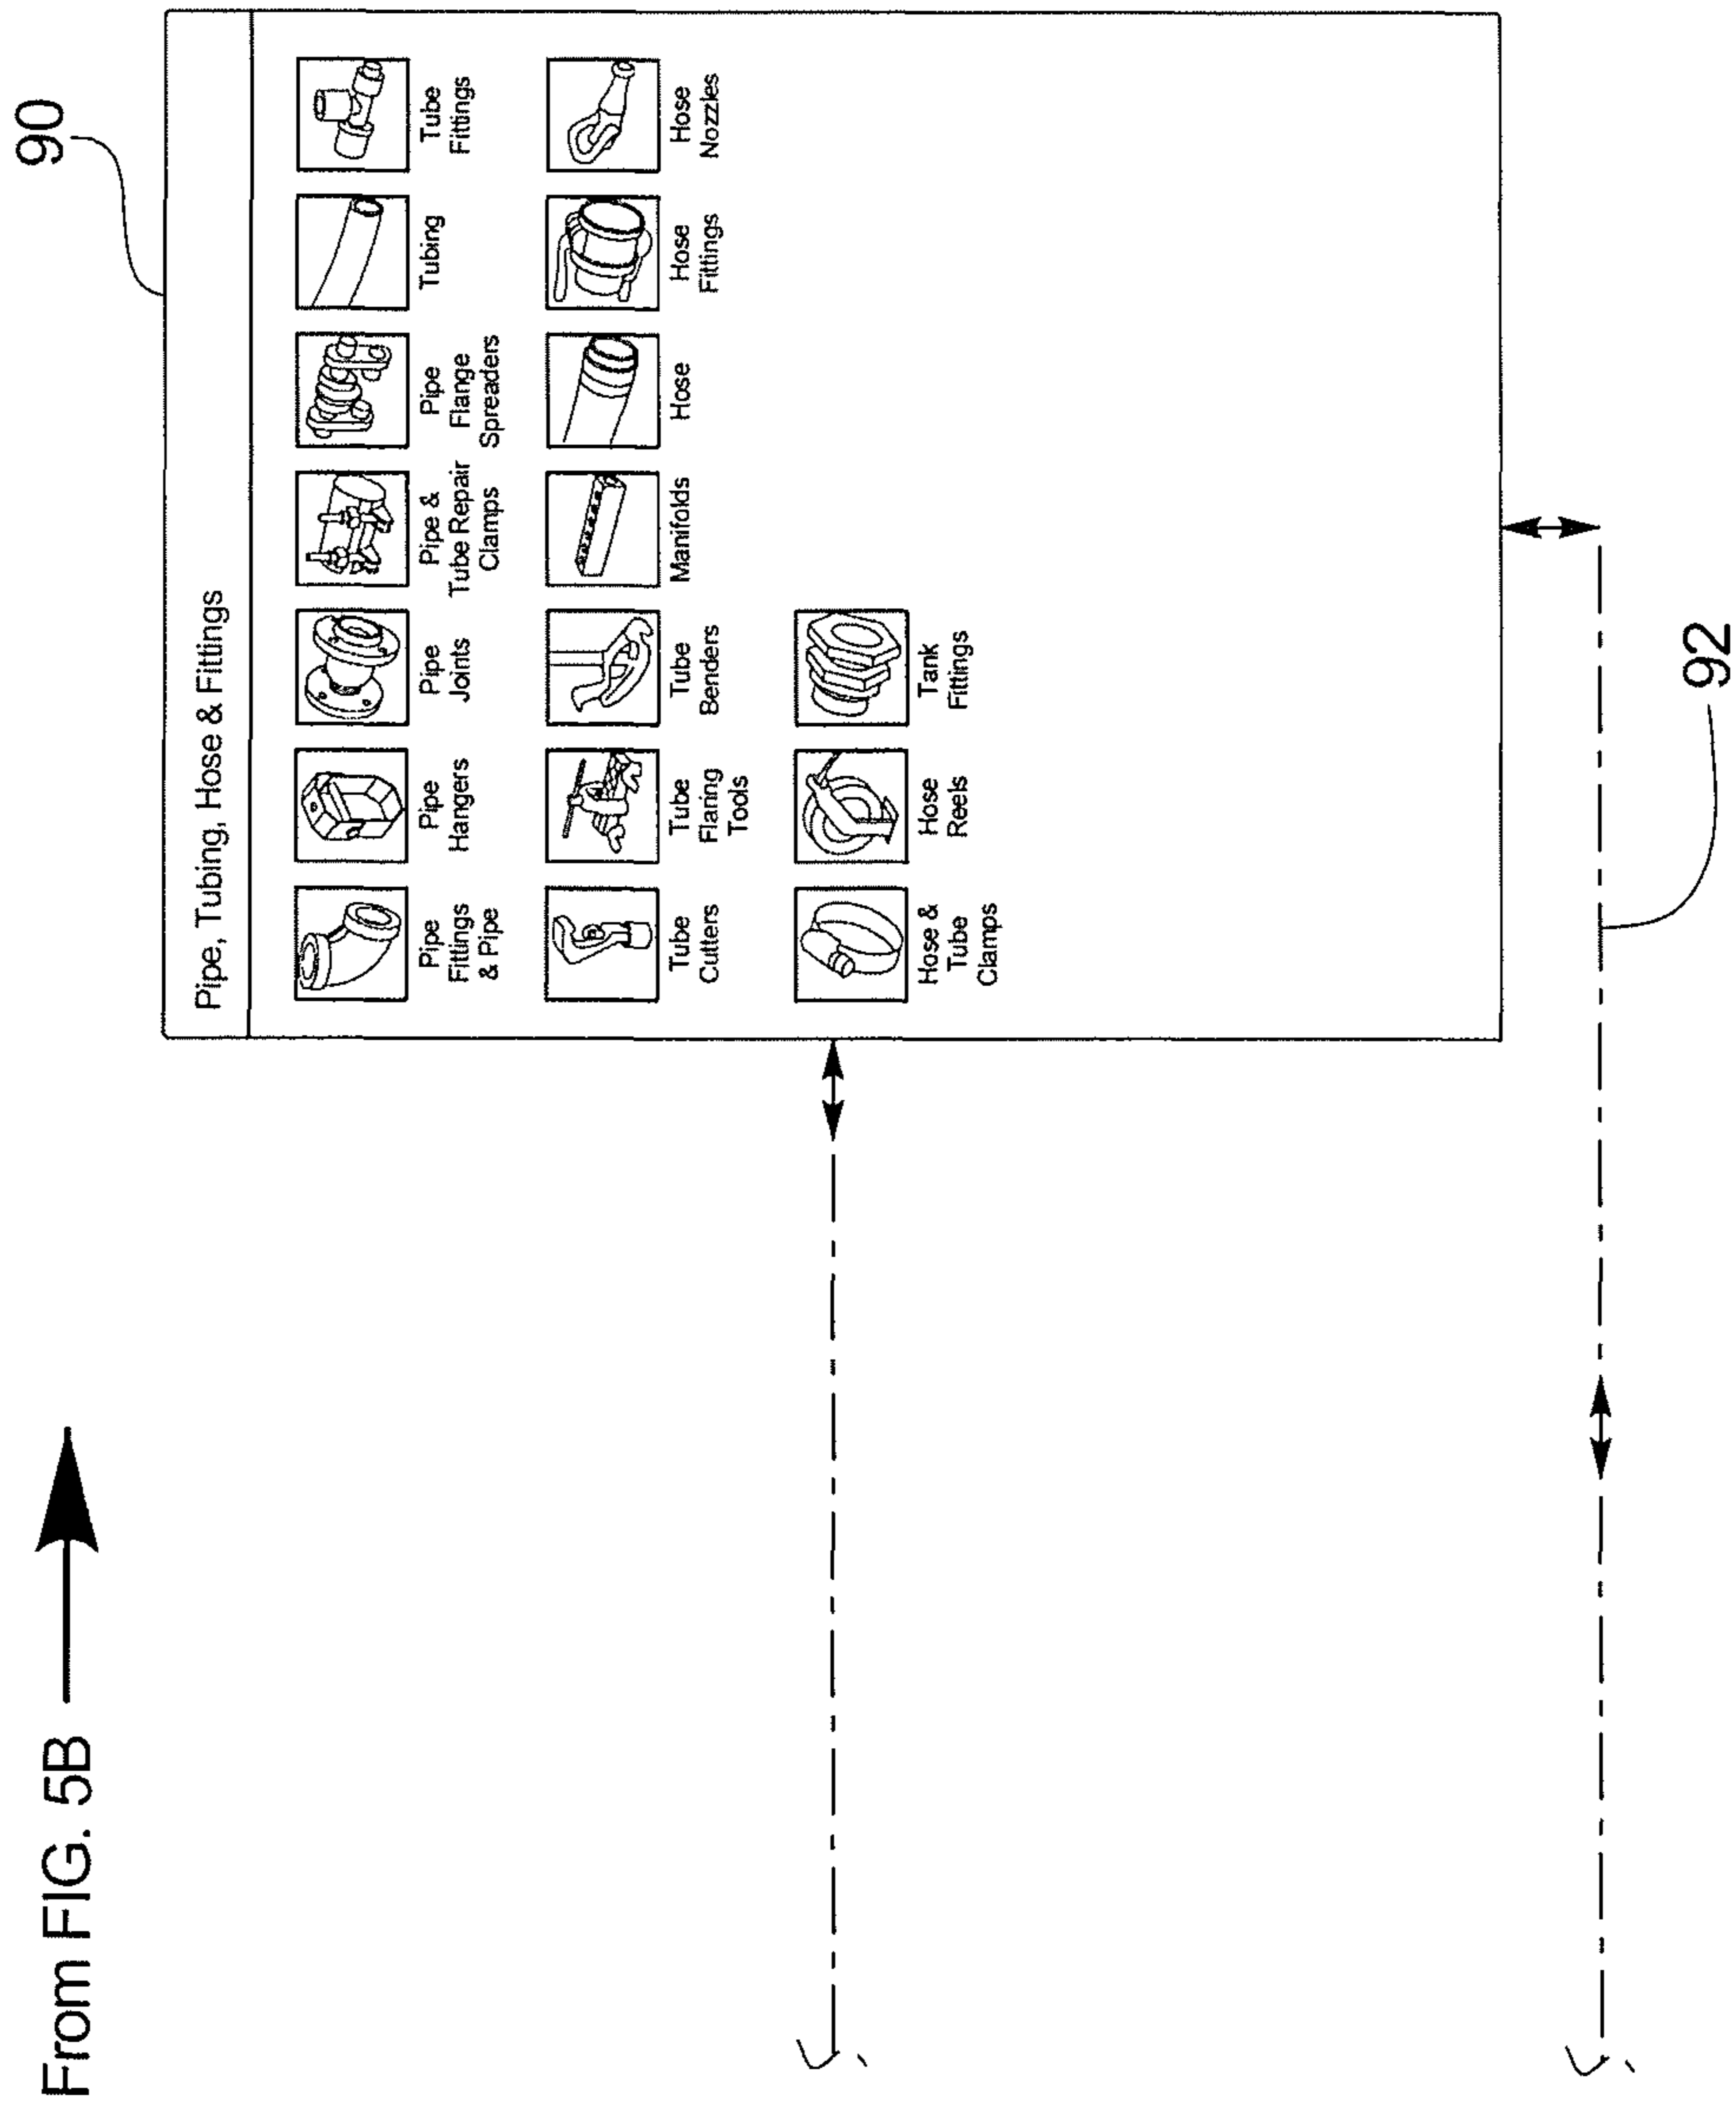 From FIG. 5B
90
Pipe, Tubing, Hose & Fittings
Pipe
Fittings
& Pipe
Pipe
Hangers
Pipe
Joints
Pipe &
Tube Repair
Clamps
Pipe
Flange
Spreaders
Tubing
Tube
Fittings
Tube
Cutters
Tube
Flaring
Tools
Tube
Benders
Manifolds
Hose
Hose
Fittings
Hose
Nozzles
Hose &
Tube
Clamps
Hose
Reels
Tank
Fittings
92